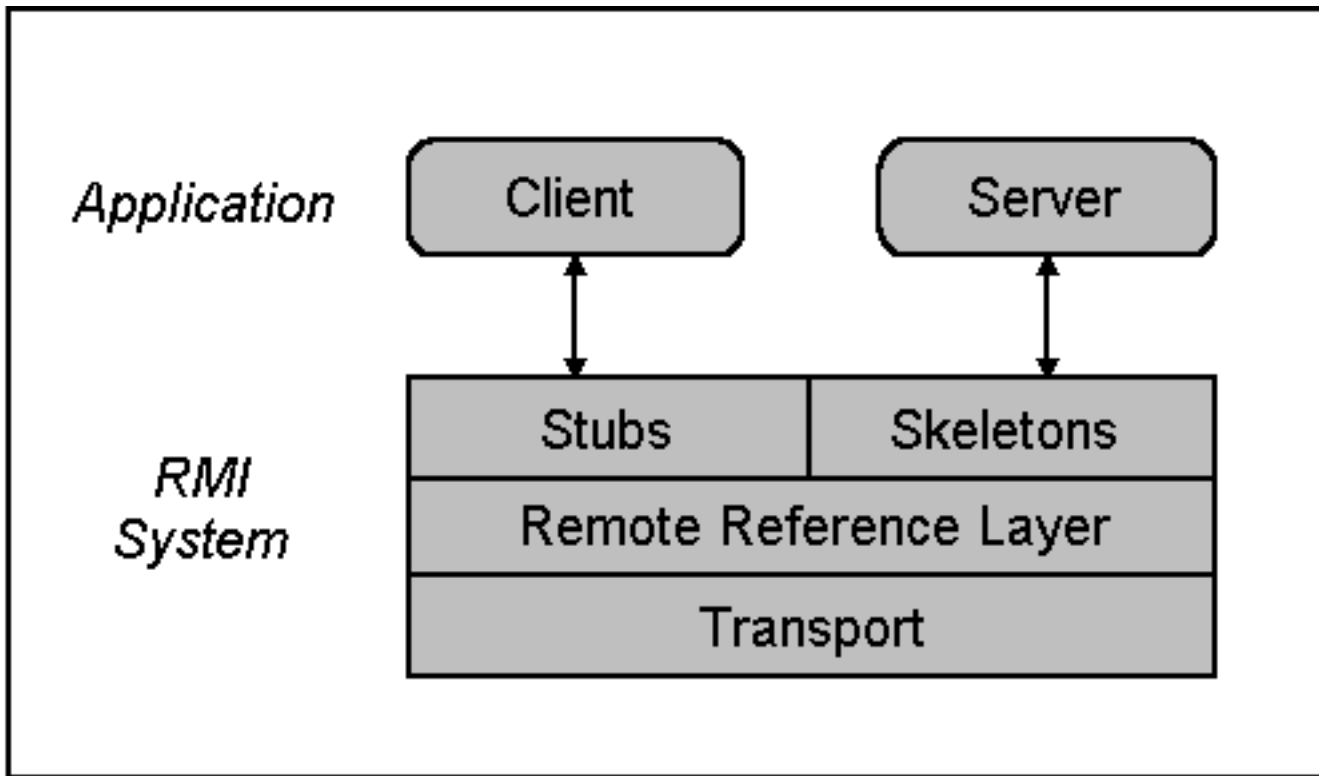 Application
Client
Server
Stubs
Skeletons
RMI
System
Remote Reference Layer
Transport